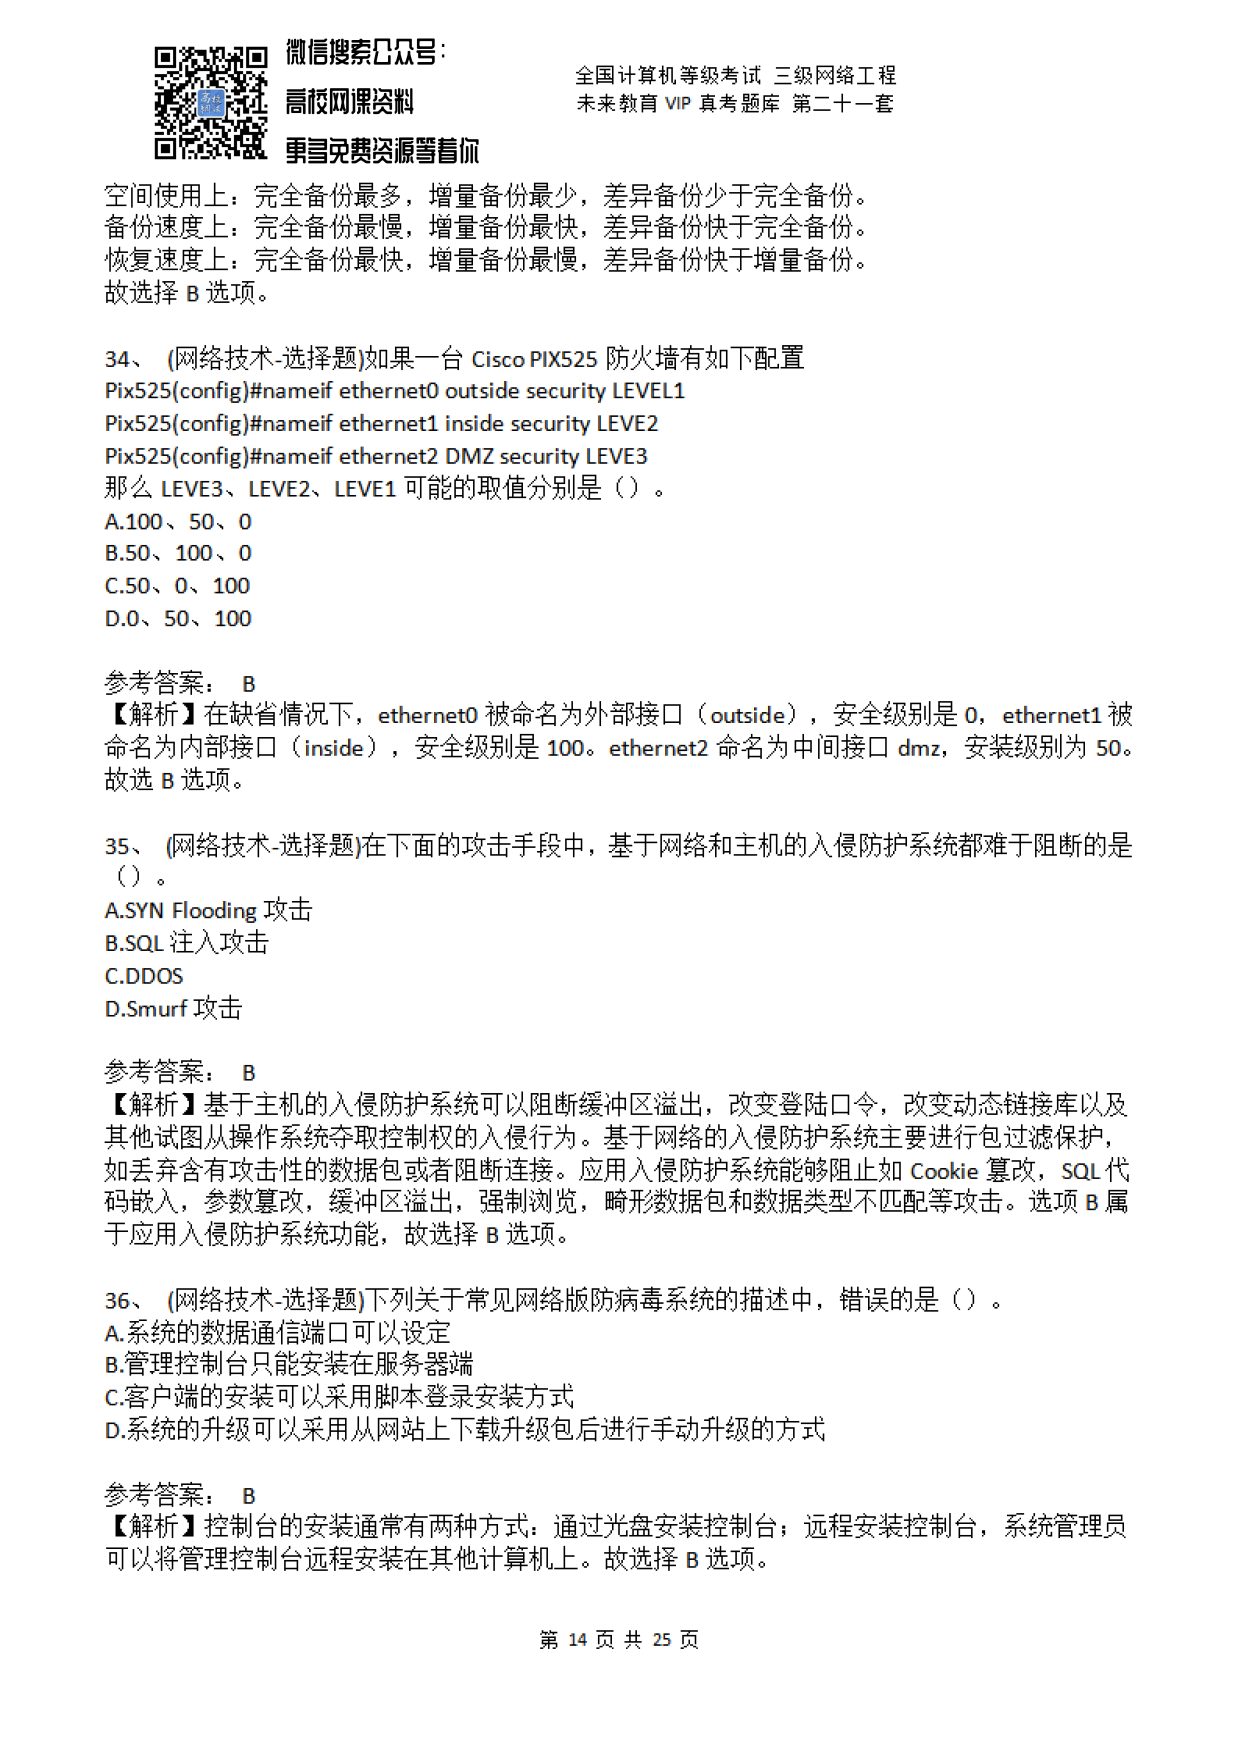 微信搜索公众号：
高校网课资料
更多免费资源等着你
高校
网课
全国计算机等级考试 三级网络工程
未来教育 VIP 真考题库 第二十一套
空间使用上：完全备份最多，增量备份最少，差异备份少于完全备份。
备份速度上：完全备份最慢，增量备份最快，差异备份快于完全备份。
恢复速度上：完全备份最快，增量备份最慢，差异备份快于增量备份。
故选择 B 选项。
34、 (网络技术-选择题)如果一台 Cisco PIX525 防火墙有如下配置
Pix525(config)#nameif ethernet0 outside security LEVEL1
Pix525(config)#nameif ethernet1 inside security LEVE2
Pix525(config)#nameif ethernet2 DMZ security LEVE3
那么 LEVE3、LEVE2、LEVE1 可能的取值分别是（）。
A.100、50、0
B.50、100、0
C.50、0、100
D.0、50、100
参考答案： B
【解析】在缺省情况下，ethernet0 被命名为外部接口（outside），安全级别是 0，ethernet1 被
命名为内部接口（inside），安全级别是 100。ethernet2 命名为中间接口 dmz，安装级别为 50。
故选 B 选项。
35、 (网络技术-选择题)在下面的攻击手段中，基于网络和主机的入侵防护系统都难于阻断的是
（）。
A.SYN Flooding 攻击
B.SQL 注入攻击
C.DDOS
D.Smurf 攻击
参考答案： B
【解析】基于主机的入侵防护系统可以阻断缓冲区溢出，改变登陆口令，改变动态链接库以及
其他试图从操作系统夺取控制权的入侵行为。基于网络的入侵防护系统主要进行包过滤保护，
如丢弃含有攻击性的数据包或者阻断连接。应用入侵防护系统能够阻止如 Cookie 篡改，SQL 代
码嵌入，参数篡改，缓冲区溢出，强制浏览，畸形数据包和数据类型不匹配等攻击。选项 B 属
于应用入侵防护系统功能，故选择 B 选项。
36、 (网络技术-选择题)下列关于常见网络版防病毒系统的描述中，错误的是（）。
A.系统的数据通信端口可以设定
B.管理控制台只能安装在服务器端
C.客户端的安装可以采用脚本登录安装方式
D.系统的升级可以采用从网站上下载升级包后进行手动升级的方式
参考答案： B
【解析】控制台的安装通常有两种方式：通过光盘安装控制台；远程安装控制台，系统管理员
可以将管理控制台远程安装在其他计算机上。故选择 B 选项。
第 14 页 共 25 页